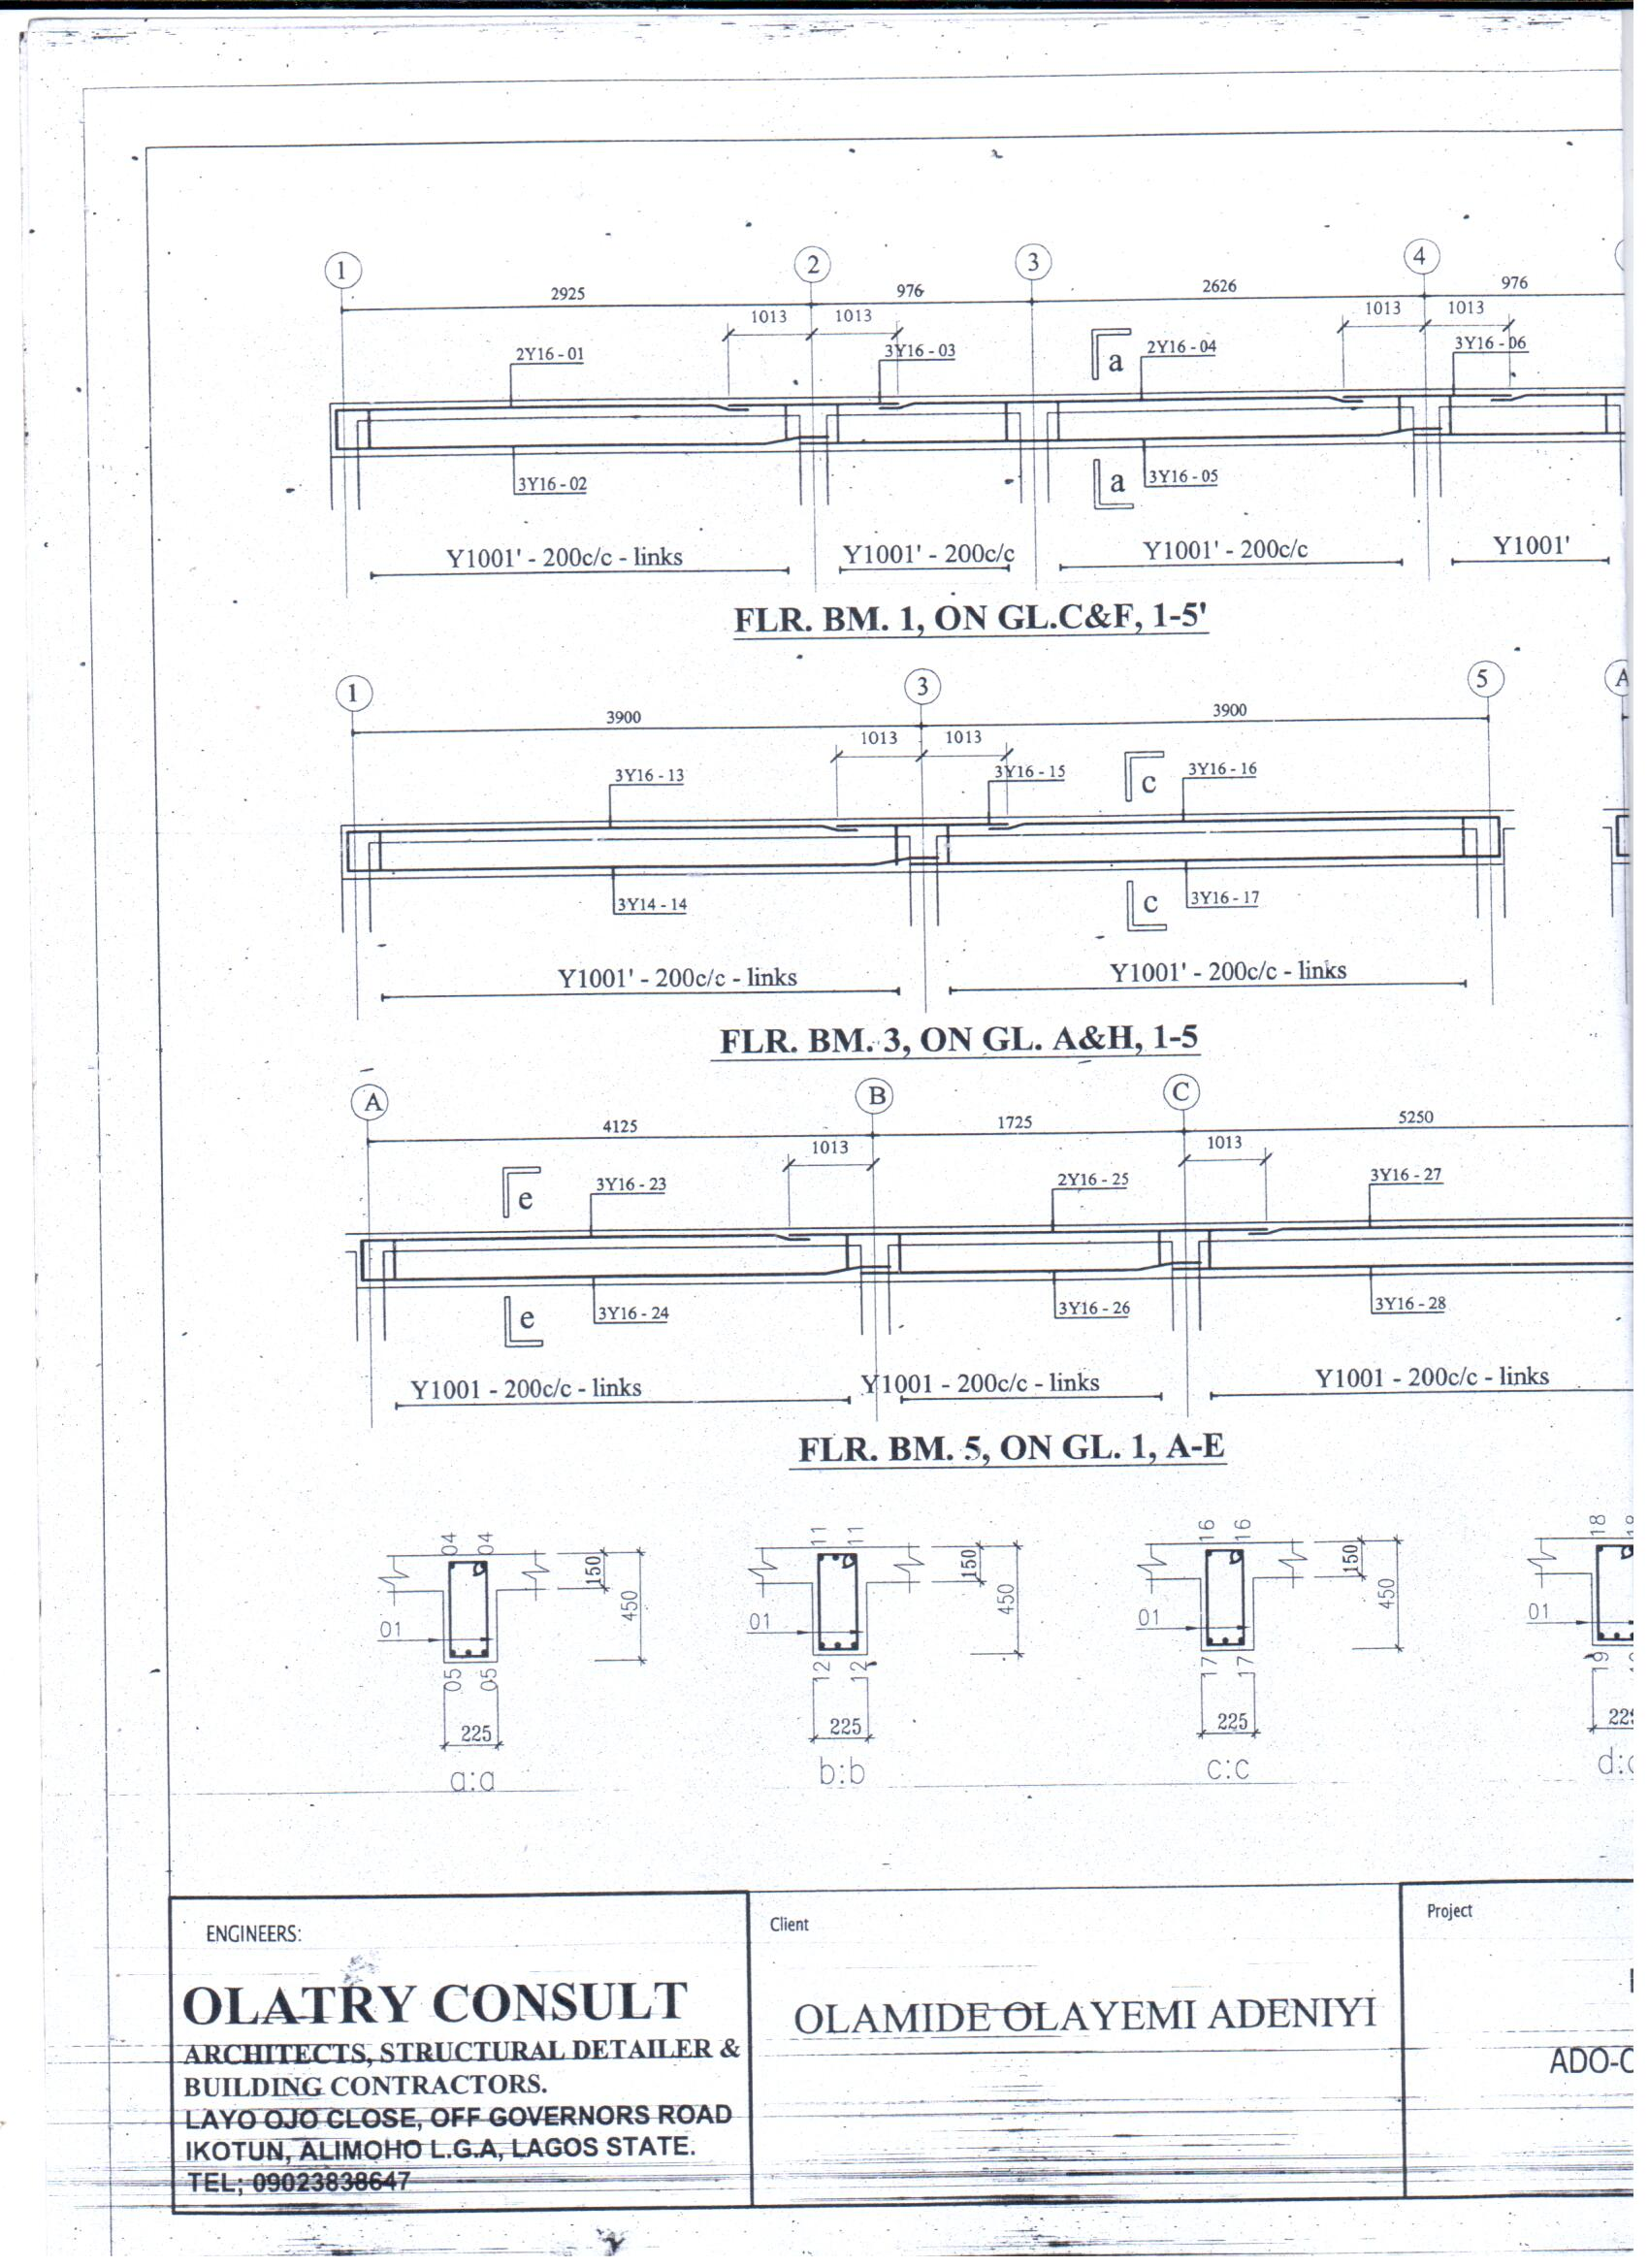 1 2 3 4
2925 976 2626 976
1013 1013 1013 1013
2Y16 - 01 3Y16 - 03 a 2Y16 - 04 3Y16 - 06
3Y16 - 02 a 3Y16 - 05
Y1001' - 200c/c - links Y1001' - 200c/c Y1001' - 200c/c Y1001'
FLR. BM. 1, ON GL.C&F, 1-5'
1 3 5 A
3900 3900
1013 1013
3Y16 - 13 3Y16 - 15 c 3Y16 - 16
3Y14 - 14 c 3Y16 - 17
Y1001' - 200c/c - links Y1001' - 200c/c - links
FLR. BM. 3, ON GL. A&H, 1-5
A B C
4125 1725 5250
1013 1013
e 3Y16 - 23 2Y16 - 25 3Y16 - 27
e 3Y16 - 24 3Y16 - 26 3Y16 - 28
Y1001 - 200c/c - links Y1001 - 200c/c - links Y1001 - 200c/c - links
FLR. BM. 5, ON GL. 1, A-E
04 04 11 11 16 16 18
150 450 150 450 150 450
01 01 01 01
05 05 12 12 17 17 19
225 225 225
a:a b:b c:c
ENGINEERS:
OLATRY CONSULT
ARCHITECTS, STRUCTURAL DETAILER &
BUILDING CONTRACTORS.
LAYO OJO CLOSE, OFF GOVERNORS ROAD
IKOTUN, ALIMOHO L.G.A, LAGOS STATE.
TEL; 09023838647
Client
OLAMIDE OLAYEMI ADENIYI
Project